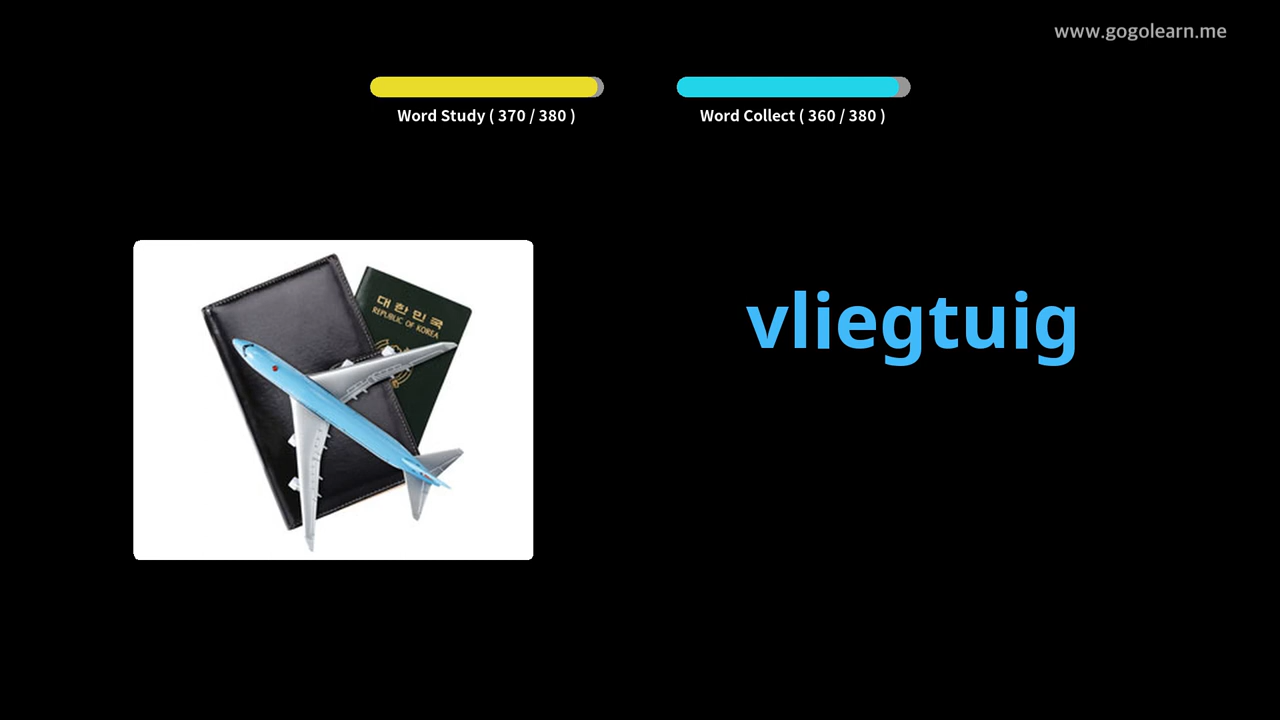 www.gogolearn.me
Word Study ( 370 / 380 )
Word Collect ( 360 / 380 )
대한민국
REPUBLIC OF KOREA
vliegtuig